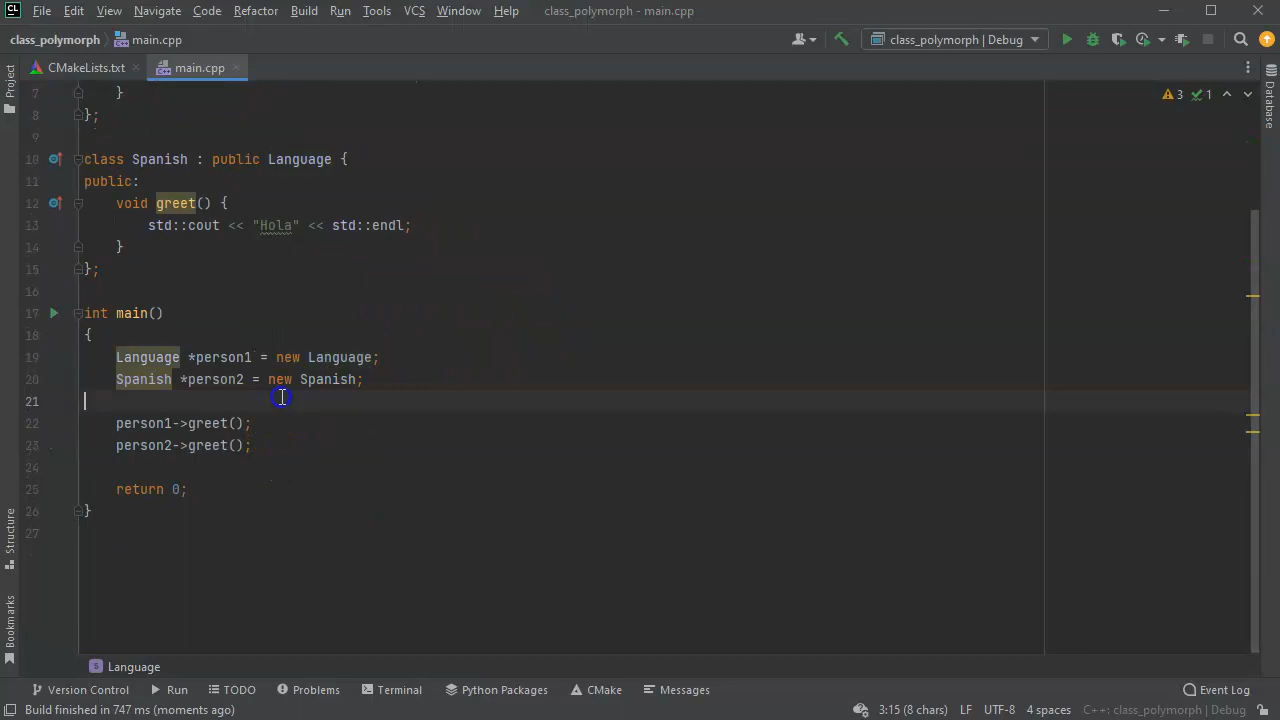 CL File Edit View Navigate Code Refactor Build Run Tools VCS Window Help class_polymorph - main.cpp
class_polymorph main.cpp class_polymorph | Debug
CMakeLists.txt main.cpp
Project
Database
3 1
7 }
8 };
9
10 class Spanish : public Language {
11 public:
12 void greet() {
13 std::cout << "Hola" << std::endl;
14 }
15 };
16
17 int main()
18 {
19 Language *person1 = new Language;
20 Spanish *person2 = new Spanish;
21
22 person1->greet();
23 person2->greet();
24
25 return 0;
26 }
27
Structure
Bookmarks
S Language
Version Control Run TODO Problems Terminal Python Packages CMake Messages Event Log
Build finished in 747 ms (moments ago) 3:15 (8 chars) LF UTF-8 4 spaces C++: class_polymorph | Debug